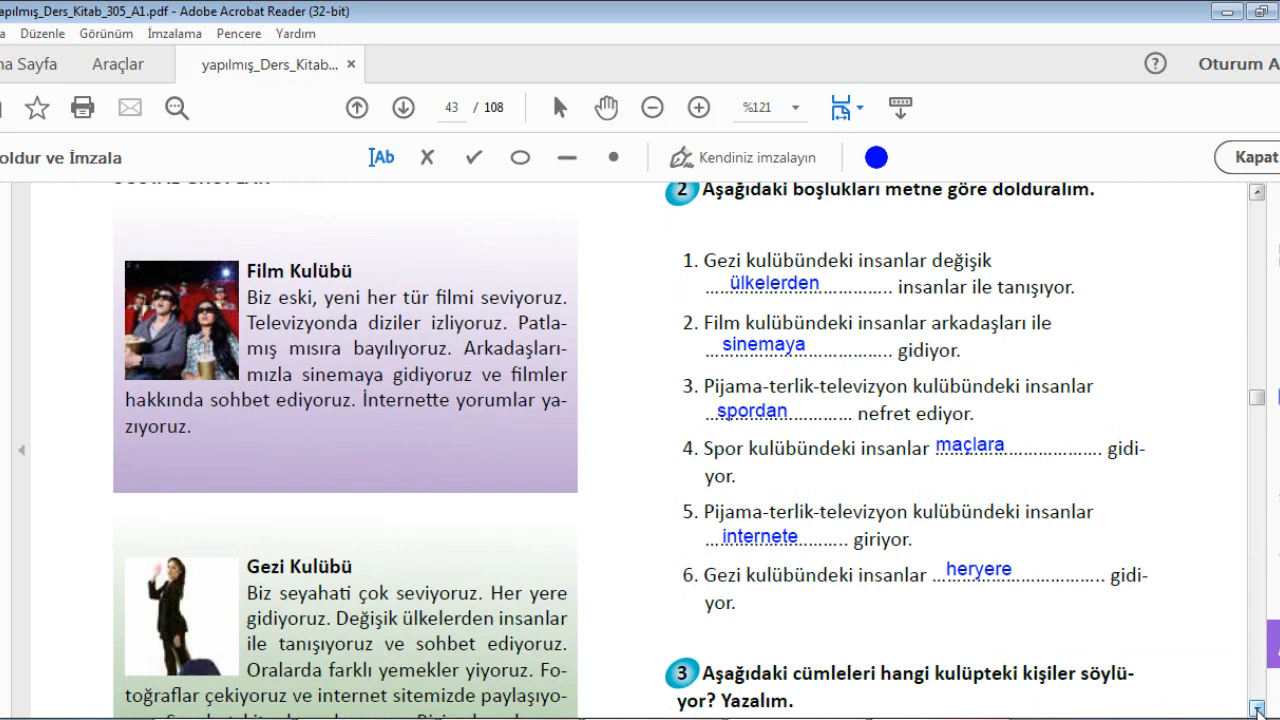 apılmış_Ders_Kitab_305_A1.pdf - Adobe Acrobat Reader (32-bit)
Düzenle Görünüm İmzalama Pencere Yardım
na Sayfa Araçlar yapılmış_Ders_Kitab... × Oturum A
43 / 108 %121
oldur ve İmzala Ab Kendiniz imzalayın Kapat
Film Kulübü
Biz eski, yeni her tür filmi seviyoruz.
Televizyonda diziler izliyoruz. Patla-
mış mısıra bayılıyoruz. Arkadaşları-
mızla sinemaya gidiyoruz ve filmler
hakkında sohbet ediyoruz. İnternette yorumlar ya-
zıyoruz.
Gezi Kulübü
Biz seyahati çok seviyoruz. Her yere
gidiyoruz. Değişik ülkelerden insanlar
ile tanışıyoruz ve sohbet ediyoruz.
Oralarda farklı yemekler yiyoruz. Fo-
toğraflar çekiyoruz ve internet sitemizde paylaşıyo-
2 Aşağıdaki boşlukları metne göre dolduralım.
1. Gezi kulübündeki insanlar değişik
ülkelerden insanlar ile tanışıyor.
2. Film kulübündeki insanlar arkadaşları ile
sinemaya gidiyor.
3. Pijama-terlik-televizyon kulübündeki insanlar
spordan nefret ediyor.
4. Spor kulübündeki insanlar maçlara gidi-
yor.
5. Pijama-terlik-televizyon kulübündeki insanlar
internete giriyor.
6. Gezi kulübündeki insanlar heryere gidi-
yor.
3 Aşağıdaki cümleleri hangi kulüpteki kişiler söylü-
yor? Yazalım.